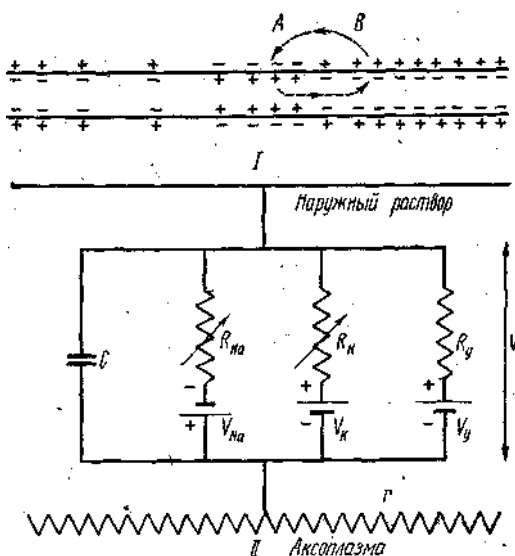 A B
+ + + + - - - + + + + + + + + + +
- - - - + + + - - - - - - - - - -
- - - - + + + + - - - - - - - - -
+ + + + - - - - + + + + + + + + +
I
Наружный раствор
C
R_Na
R_K
R_y
V
- + +
V_Na
V_K
V_y
+ - -
r
II Аксоплазма